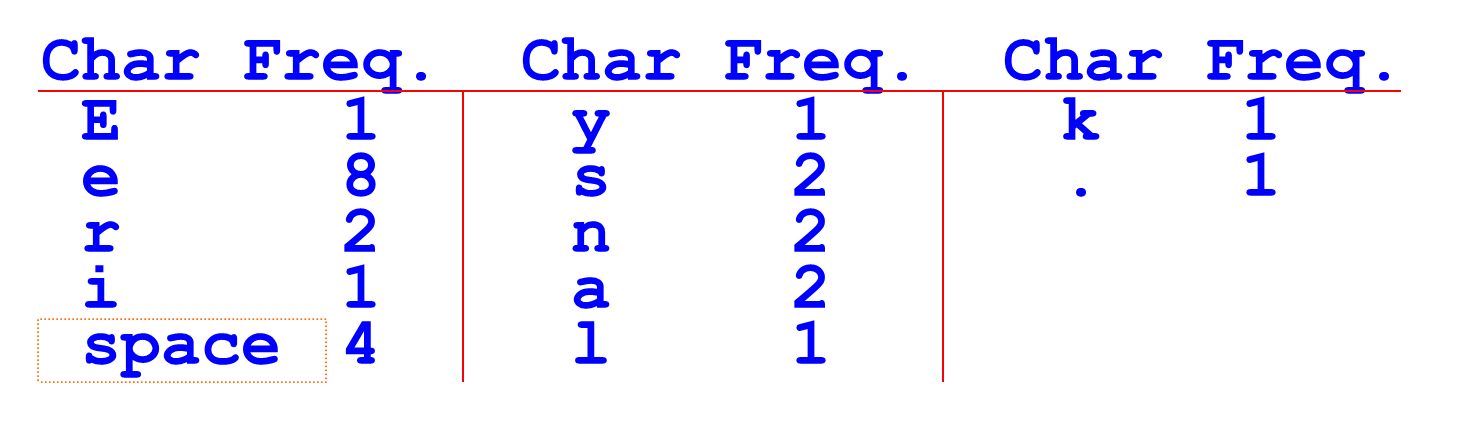 Char Freq. Char Freq. Char Freq.
E 1 y 1 k 1
e 8 s 2 . 1
r 2 n 2
i 1 a 2
space 4 l 1